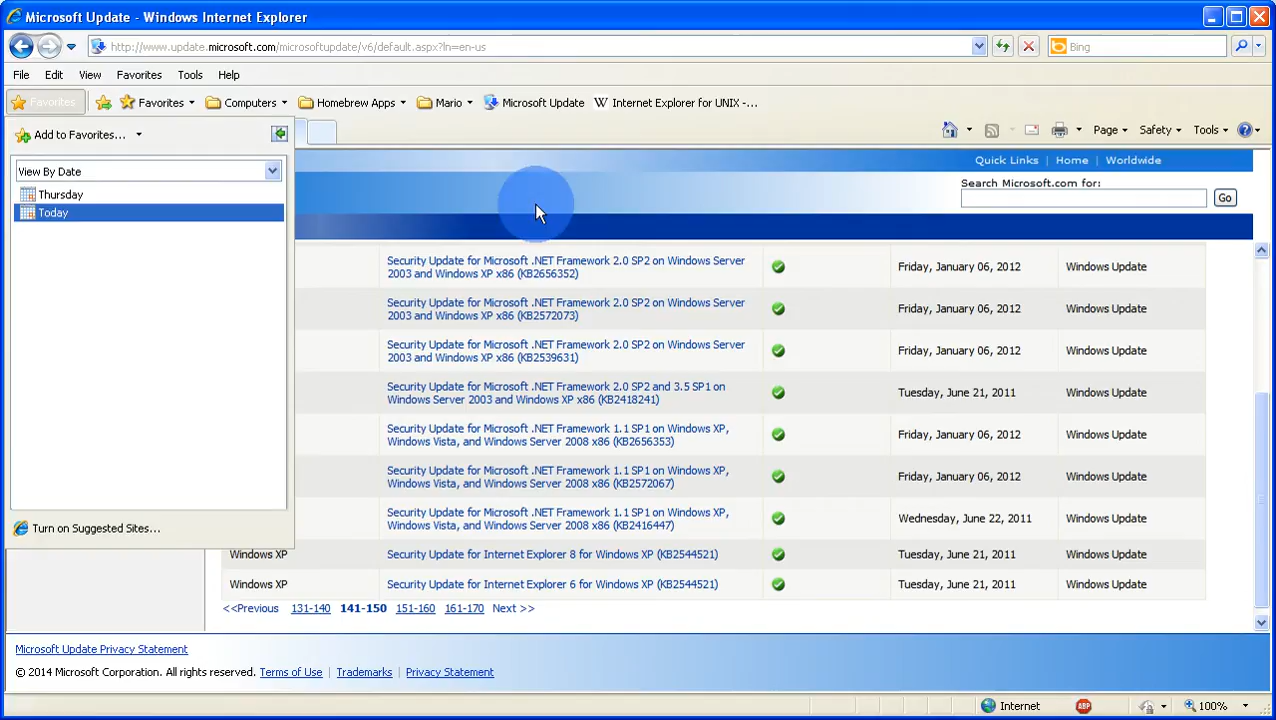 Microsoft Update - Windows Internet Explorer
http://www.update.microsoft.com/microsoftupdate/v6/default.aspx?ln=en-us
Bing
File Edit View Favorites Tools Help
Favorites Favorites Computers Homebrew Apps Mario Microsoft Update Internet Explorer for UNIX -...
Add to Favorites...
Page Safety Tools
View By Date
Thursday
Today
Turn on Suggested Sites...
Quick Links | Home | Worldwide
Search Microsoft.com for:
Go
Security Update for Microsoft .NET Framework 2.0 SP2 on Windows Server
2003 and Windows XP x86 (KB2656352)
Friday, January 06, 2012 Windows Update
Security Update for Microsoft .NET Framework 2.0 SP2 on Windows Server
2003 and Windows XP x86 (KB2572073)
Friday, January 06, 2012 Windows Update
Security Update for Microsoft .NET Framework 2.0 SP2 on Windows Server
2003 and Windows XP x86 (KB2539631)
Friday, January 06, 2012 Windows Update
Security Update for Microsoft .NET Framework 2.0 SP2 and 3.5 SP1 on
Windows Server 2003 and Windows XP x86 (KB2418241)
Tuesday, June 21, 2011 Windows Update
Security Update for Microsoft .NET Framework 1.1 SP1 on Windows XP,
Windows Vista, and Windows Server 2008 x86 (KB2656353)
Friday, January 06, 2012 Windows Update
Security Update for Microsoft .NET Framework 1.1 SP1 on Windows XP,
Windows Vista, and Windows Server 2008 x86 (KB2572067)
Friday, January 06, 2012 Windows Update
Security Update for Microsoft .NET Framework 1.1 SP1 on Windows XP,
Windows Vista, and Windows Server 2008 x86 (KB2416447)
Wednesday, June 22, 2011 Windows Update
Windows XP Security Update for Internet Explorer 8 for Windows XP (KB2544521) Tuesday, June 21, 2011 Windows Update
Windows XP Security Update for Internet Explorer 6 for Windows XP (KB2544521) Tuesday, June 21, 2011 Windows Update
<<Previous 131-140 141-150 151-160 161-170 Next >>
Microsoft Update Privacy Statement
© 2014 Microsoft Corporation. All rights reserved. Terms of Use | Trademarks | Privacy Statement
Internet ABP 100%